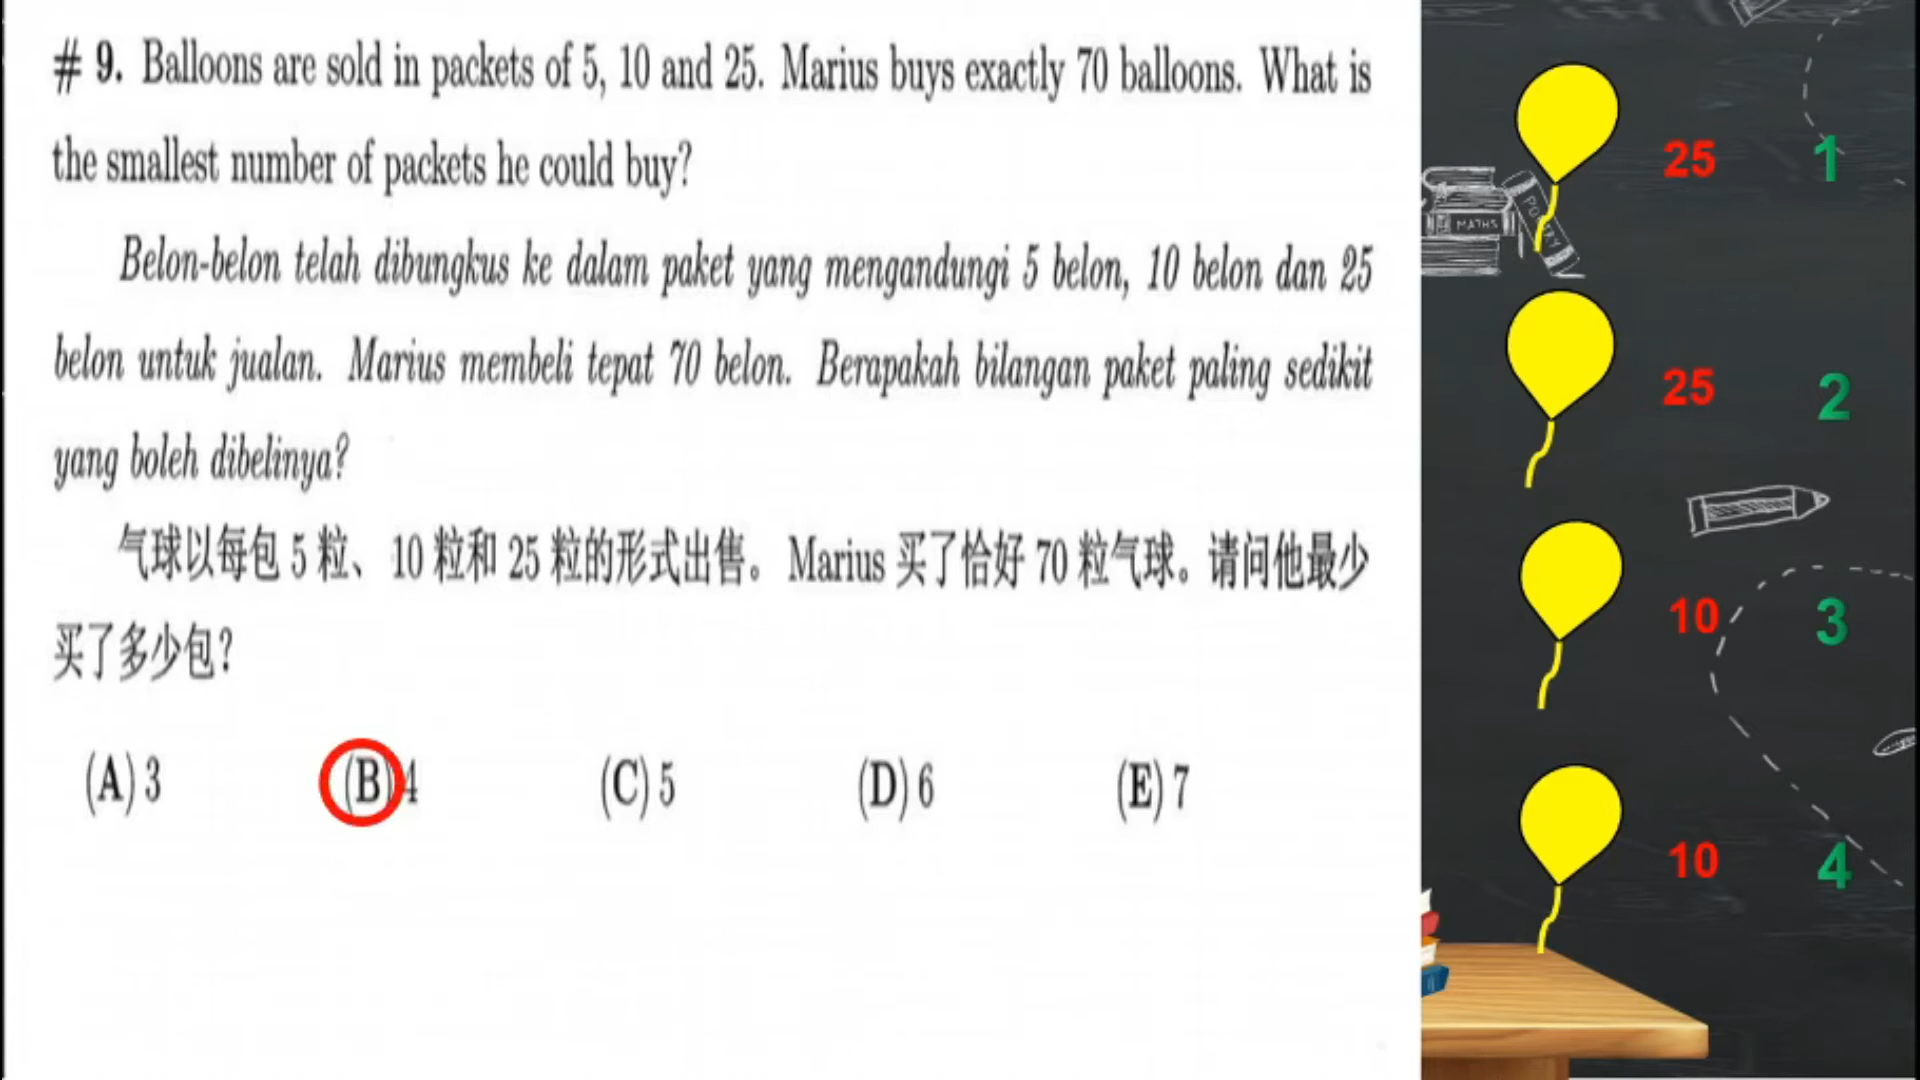 # 9. Balloons are sold in packets of 5, 10 and 25. Marius buys exactly 70 balloons. What is
the smallest number of packets he could buy?
Belon-belon telah dibungkus ke dalam paket yang mengandungi 5 belon, 10 belon dan 25
belon untuk jualan. Marius membeli tepat 70 belon. Berapakah bilangan paket paling sedikit
yang boleh dibelinya?
气球以每包 5 粒、10 粒和 25 粒的形式出售。Marius 买了恰好 70 粒气球。请问他最少
买了多少包?
(A) 3 (B) 4 (C) 5 (D) 6 (E) 7
25 1
MATHS
25 2
10 3
10 4